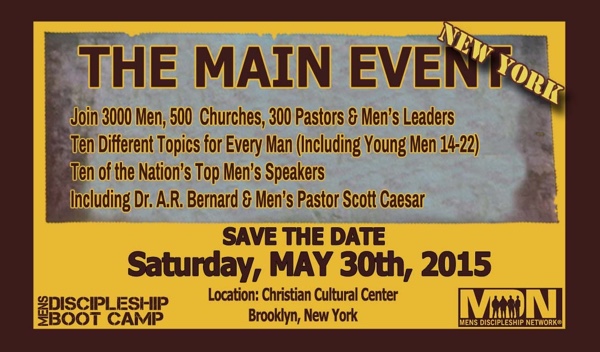 THE MAIN EVENT
NEW YORK
Join 3000 Men, 500 Churches, 300 Pastors & Men's Leaders
Ten Different Topics for Every Man (Including Young Men 14-22)
Ten of the Nation's Top Men's Speakers
Including Dr. A.R. Bernard & Men's Pastor Scott Caesar
SAVE THE DATE
Saturday, MAY 30th, 2015
Location: Christian Cultural Center
Brooklyn, New York
MENS DISCIPLESHIP
BOOT CAMP
MDN
MENS DISCIPLESHIP NETWORK®